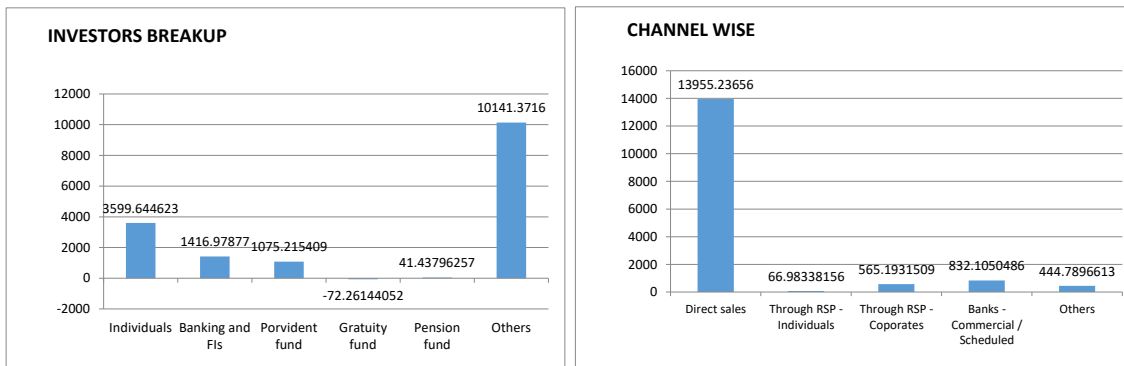 INVESTORS BREAKUP
12000
10000
8000
6000
4000
2000
0
-2000
3599.644623
1416.97877
1075.215409
-72.26144052
41.43796257
10141.3716
Individuals
Banking and
FIs
Porvident
fund
Gratuity
fund
Pension
fund
Others
CHANNEL WISE
16000
14000
12000
10000
8000
6000
4000
2000
0
13955.23656
66.98338156
565.1931509
832.1050486
444.7896613
Direct sales
Through RSP -
Individuals
Through RSP -
Coporates
Banks -
Commercial /
Scheduled
Others